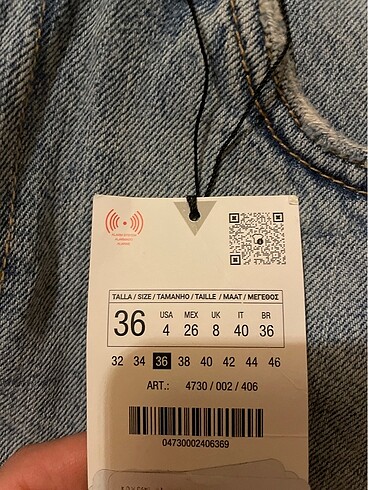 TALLA / SIZE / TAMANHO / TAILLE / MAAT / ΜΕΓΕΘΟΣ
36 USA 4 MEX 26 UK 8 IT 40 BR 36
32 34 36 38 40 42 44 46
ART.: 4730 / 002 / 406
04730002406369